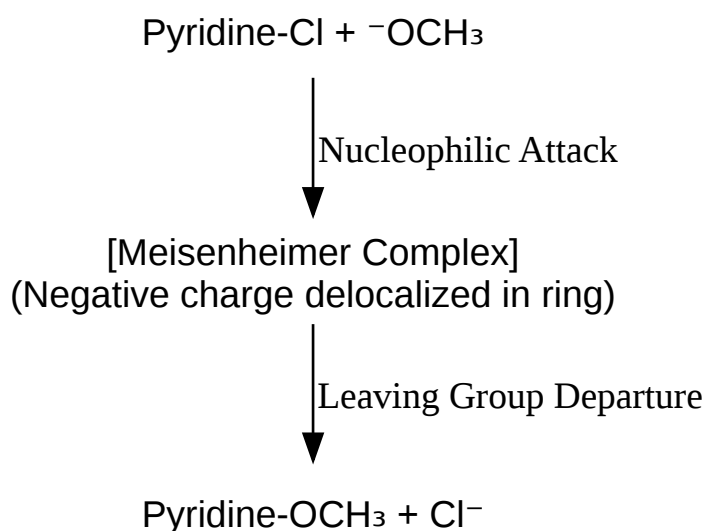 Pyridine-Cl + ⁻OCH₃
Nucleophilic Attack
[Meisenheimer Complex]
(Negative charge delocalized in ring)
Leaving Group Departure
Pyridine-OCH₃ + Cl⁻